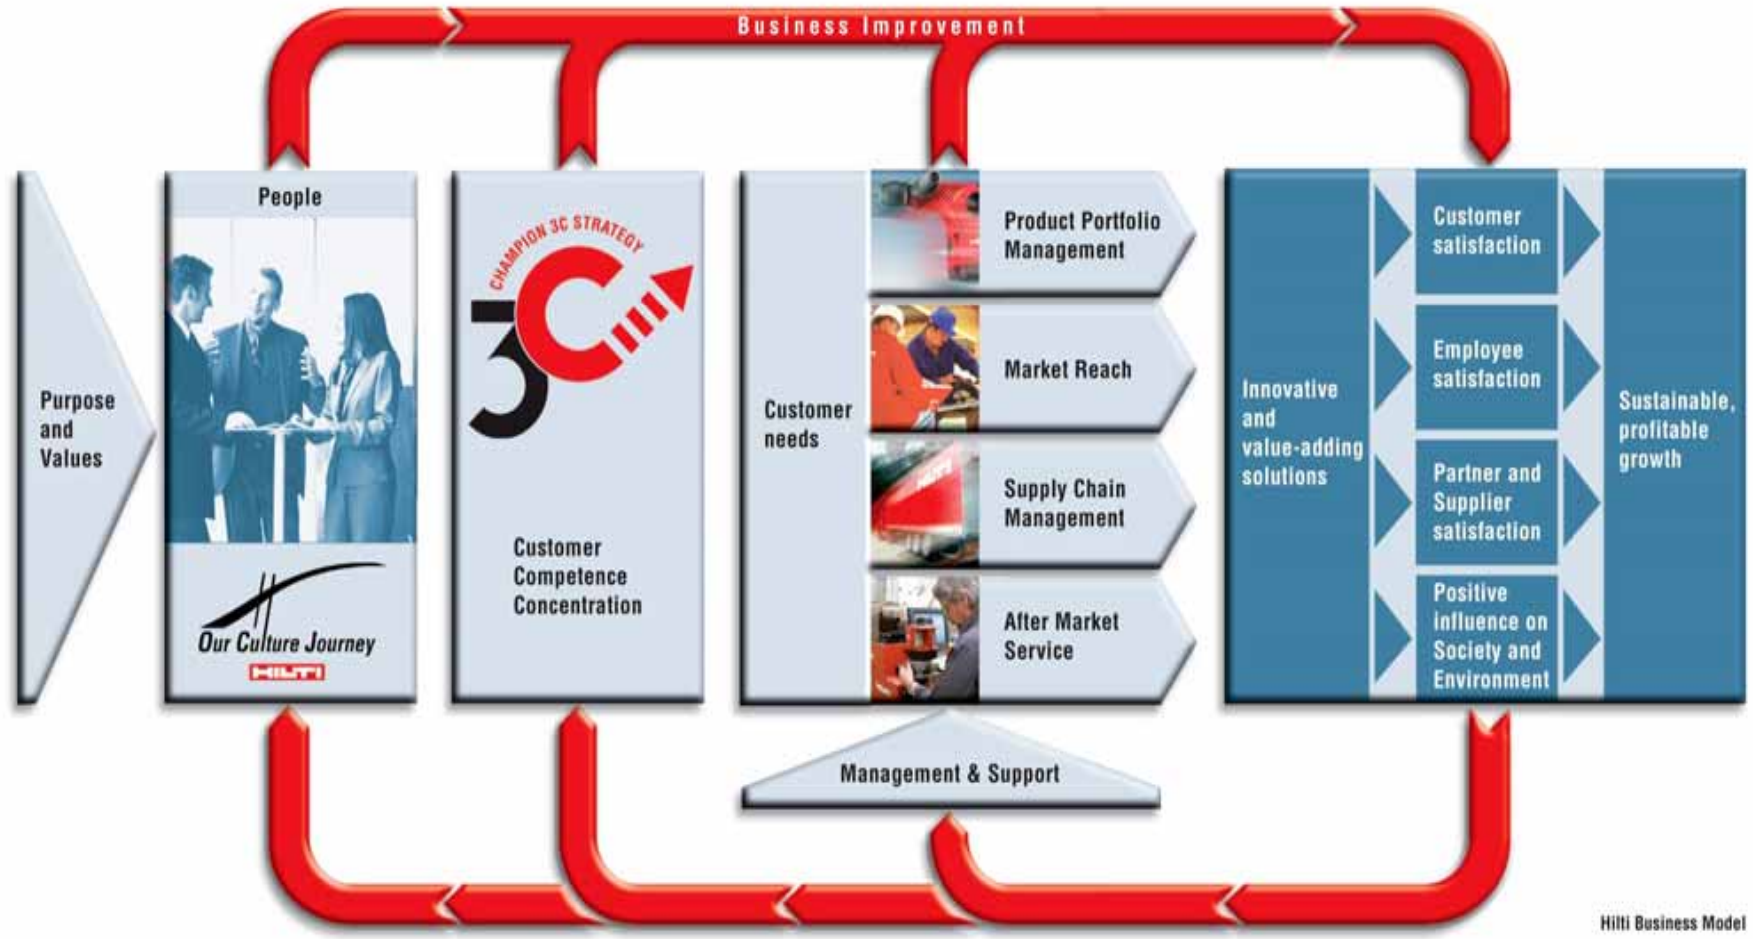 Business Improvement
Purpose
and
Values
People
Our Culture Journey
HILTI
CHAMPION 3C STRATEGY
3C
Customer
Competence
Concentration
Customer
needs
Product Portfolio
Management
Market Reach
Supply Chain
Management
HILTI
After Market
Service
Management & Support
Innovative
and
value-adding
solutions
Customer
satisfaction
Employee
satisfaction
Partner and
Supplier
satisfaction
Positive
influence on
Society and
Environment
Sustainable,
profitable
growth
Hilti Business Model